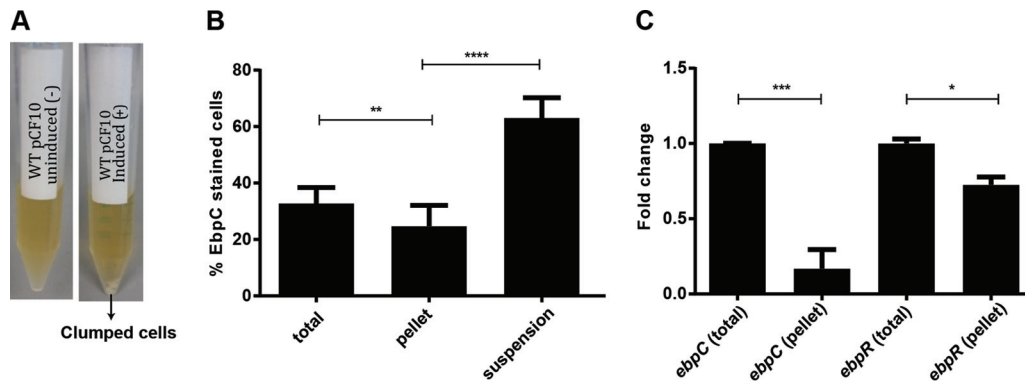 A
WT pCF10
uninduced (-)
WT pCF10
Induced (+)
Clumped cells
B
% EbpC stained cells
80
60
40
20
0
**
****
total
pellet
suspension
C
Fold change
1.5
1.0
0.5
0.0
***
*
ebpC (total)
ebpC (pellet)
ebpR (total)
ebpR (pellet)